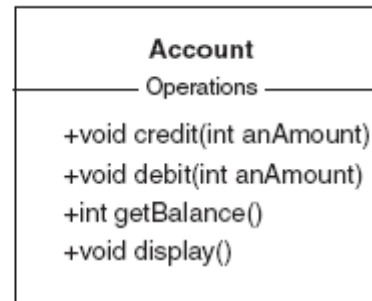 Account
Operations
+void credit(int anAmount)
+void debit(int anAmount)
+int getBalance()
+void display()